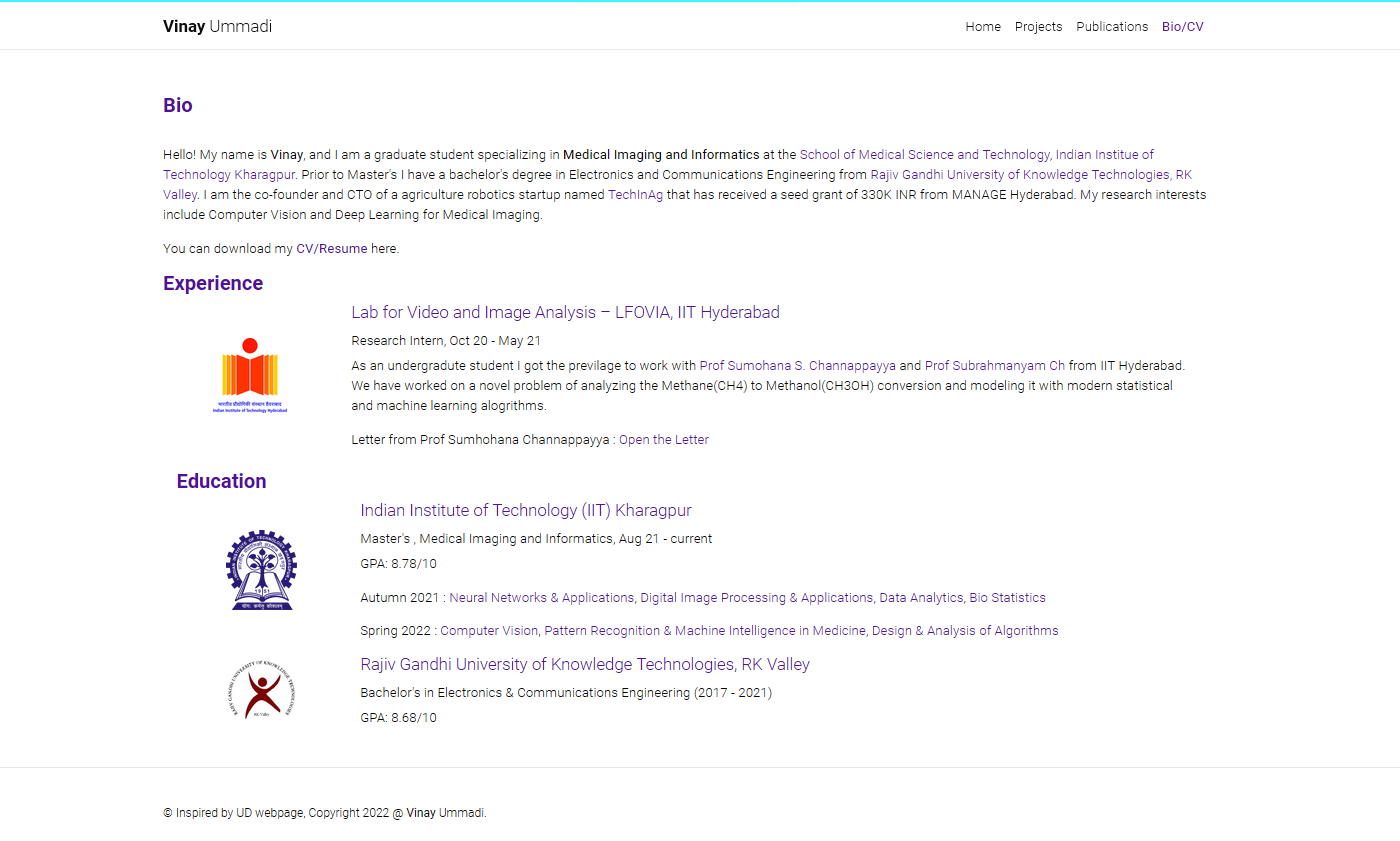 Vinay Ummadi
Home Projects Publications Bio/CV
Bio
Hello! My name is Vinay, and I am a graduate student specializing in Medical Imaging and Informatics at the School of Medical Science and Technology, Indian Institue of
Technology Kharagpur. Prior to Master's I have a bachelor's degree in Electronics and Communications Engineering from Rajiv Gandhi University of Knowledge Technologies, RK
Valley. I am the co-founder and CTO of a agriculture robotics startup named TechInAg that has received a seed grant of 330K INR from MANAGE Hyderabad. My research interests
include Computer Vision and Deep Learning for Medical Imaging.
You can download my CV/Resume here.
Experience
Lab for Video and Image Analysis – LFOVIA, IIT Hyderabad
Research Intern, Oct 20 - May 21
As an undergradute student I got the previlage to work with Prof Sumohana S. Channappayya and Prof Subrahmanyam Ch from IIT Hyderabad.
We have worked on a novel problem of analyzing the Methane(CH4) to Methanol(CH3OH) conversion and modeling it with modern statistical
and machine learning alogrithms.
Letter from Prof Sumhohana Channappayya : Open the Letter
भारतीय प्रौद्योगिकी संस्थान हैदराबाद
Indian Institute of Technology Hyderabad
Education
Indian Institute of Technology (IIT) Kharagpur
Master's , Medical Imaging and Informatics, Aug 21 - current
GPA: 8.78/10
Autumn 2021 : Neural Networks & Applications, Digital Image Processing & Applications, Data Analytics, Bio Statistics
Spring 2022 : Computer Vision, Pattern Recognition & Machine Intelligence in Medicine, Design & Analysis of Algorithms
1951
योगः कर्मसु कौशलम्
Rajiv Gandhi University of Knowledge Technologies, RK Valley
Bachelor's in Electronics & Communications Engineering (2017 - 2021)
GPA: 8.68/10
RAJIV GANDHI UNIVERSITY OF KNOWLEDGE TECHNOLOGIES
RK Valley
© Inspired by UD webpage, Copyright 2022 @ Vinay Ummadi.